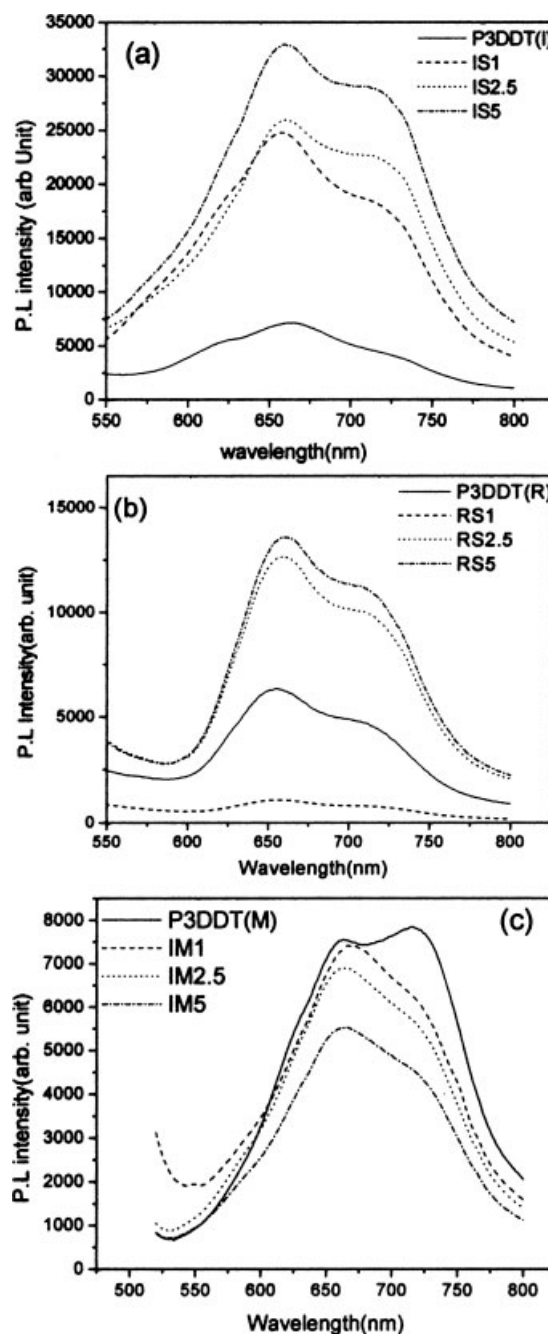 (a)
P3DDT(I)
IS1
IS2.5
IS5
P.L intensity (arb Unit)
35000
30000
25000
20000
15000
10000
5000
0
550 600 650 700 750 800
wavelength(nm)
(b)
P3DDT(R)
RS1
RS2.5
RS5
P.L Intensity(arb. unit)
15000
10000
5000
0
550 600 650 700 750 800
Wavelength(nm)
(c)
P3DDT(M)
IM1
IM2.5
IM5
P.L intensity(arb. unit)
8000
7000
6000
5000
4000
3000
2000
1000
0
500 550 600 650 700 750 800
Wavelength(nm)